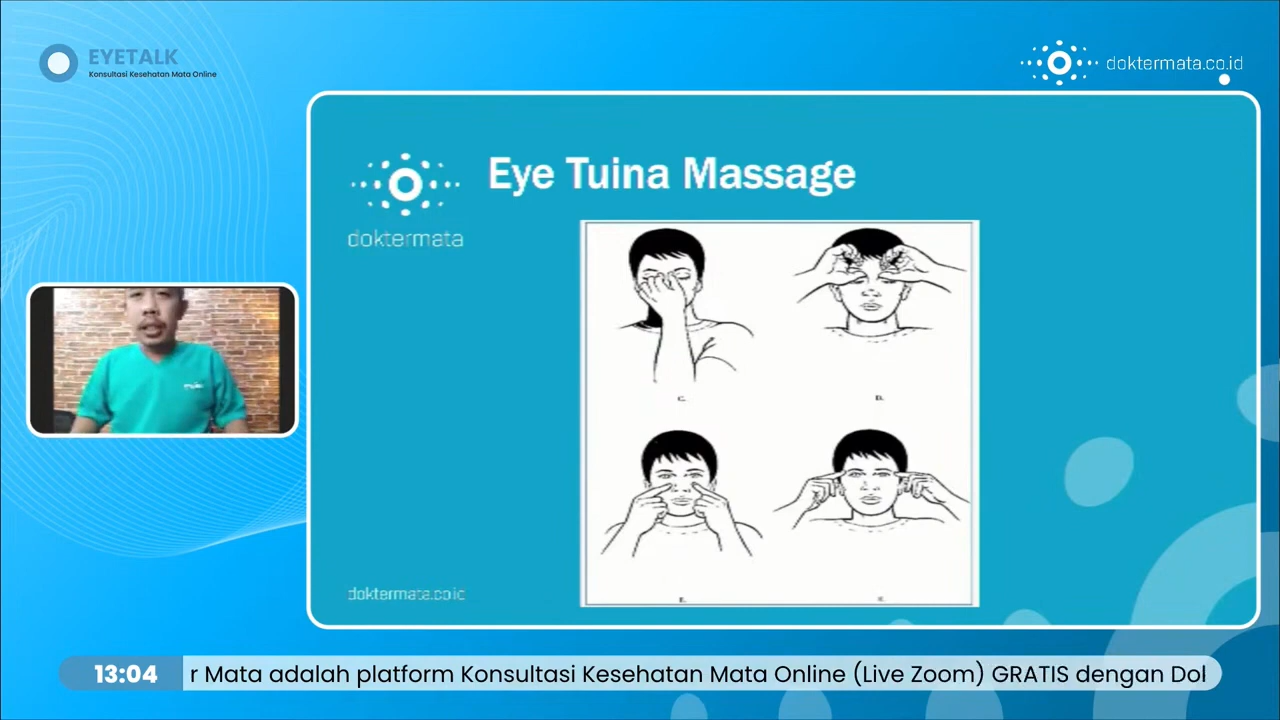 EYETALK
Konsultasi Kesehatan Mata Online
doktermata.co.id
Eye Tuina Massage
doktermata
C.
D.
E.
doktermata.co.id
13:04
r Mata adalah platform Konsultasi Kesehatan Mata Online (Live Zoom) GRATIS dengan Dol